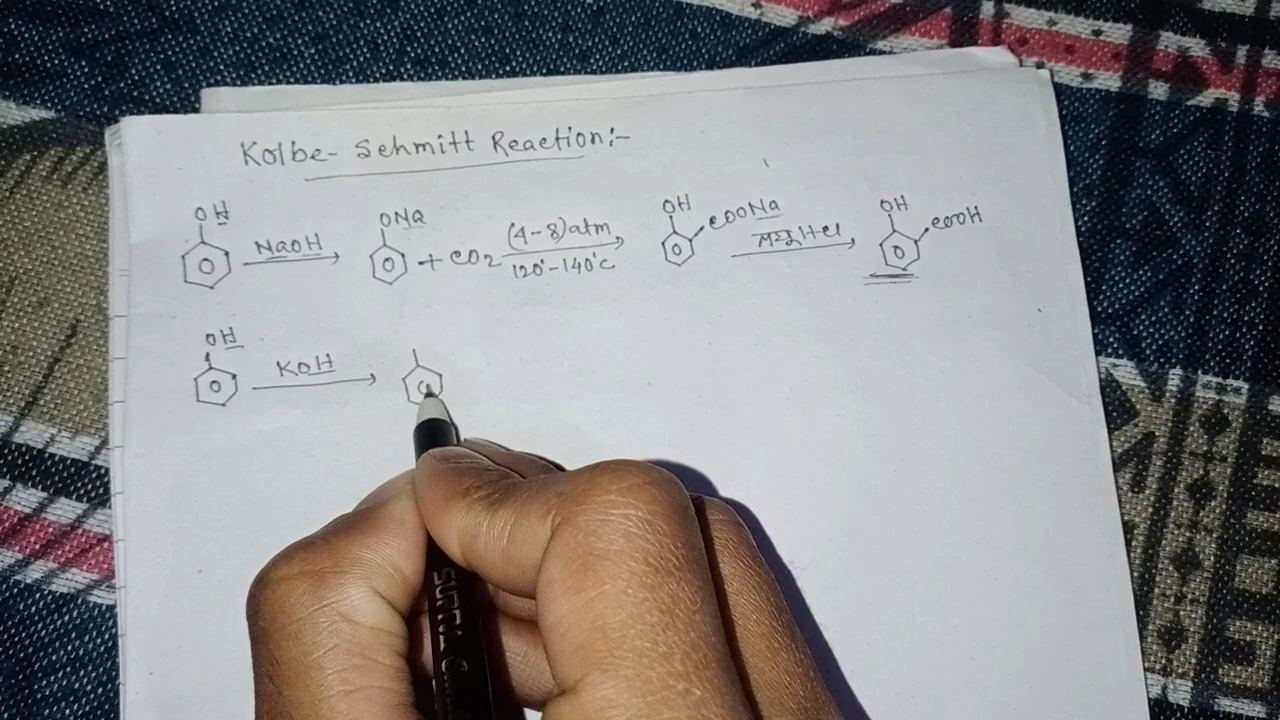 Kolbe- Schmitt Reaction:-
OH NaOH ONa + CO2 (4-8)atm 120°-140°C OH COONa লঘু HCl OH COOH
OH KOH